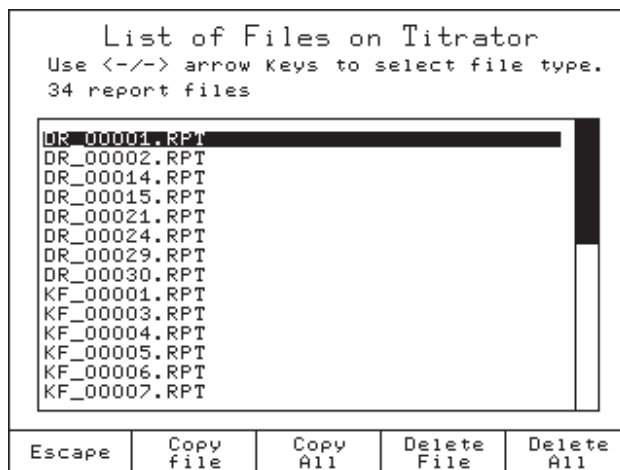 List of Files on Titrator
Use <-/-> arrow Keys to select file type.
34 report files
DR_00001.RPT
DR_00002.RPT
DR_00014.RPT
DR_00015.RPT
DR_00021.RPT
DR_00024.RPT
DR_00029.RPT
DR_00030.RPT
KF_00001.RPT
KF_00003.RPT
KF_00004.RPT
KF_00005.RPT
KF_00006.RPT
KF_00007.RPT
Escape
Copy
file
Copy
All
Delete
File
Delete
All